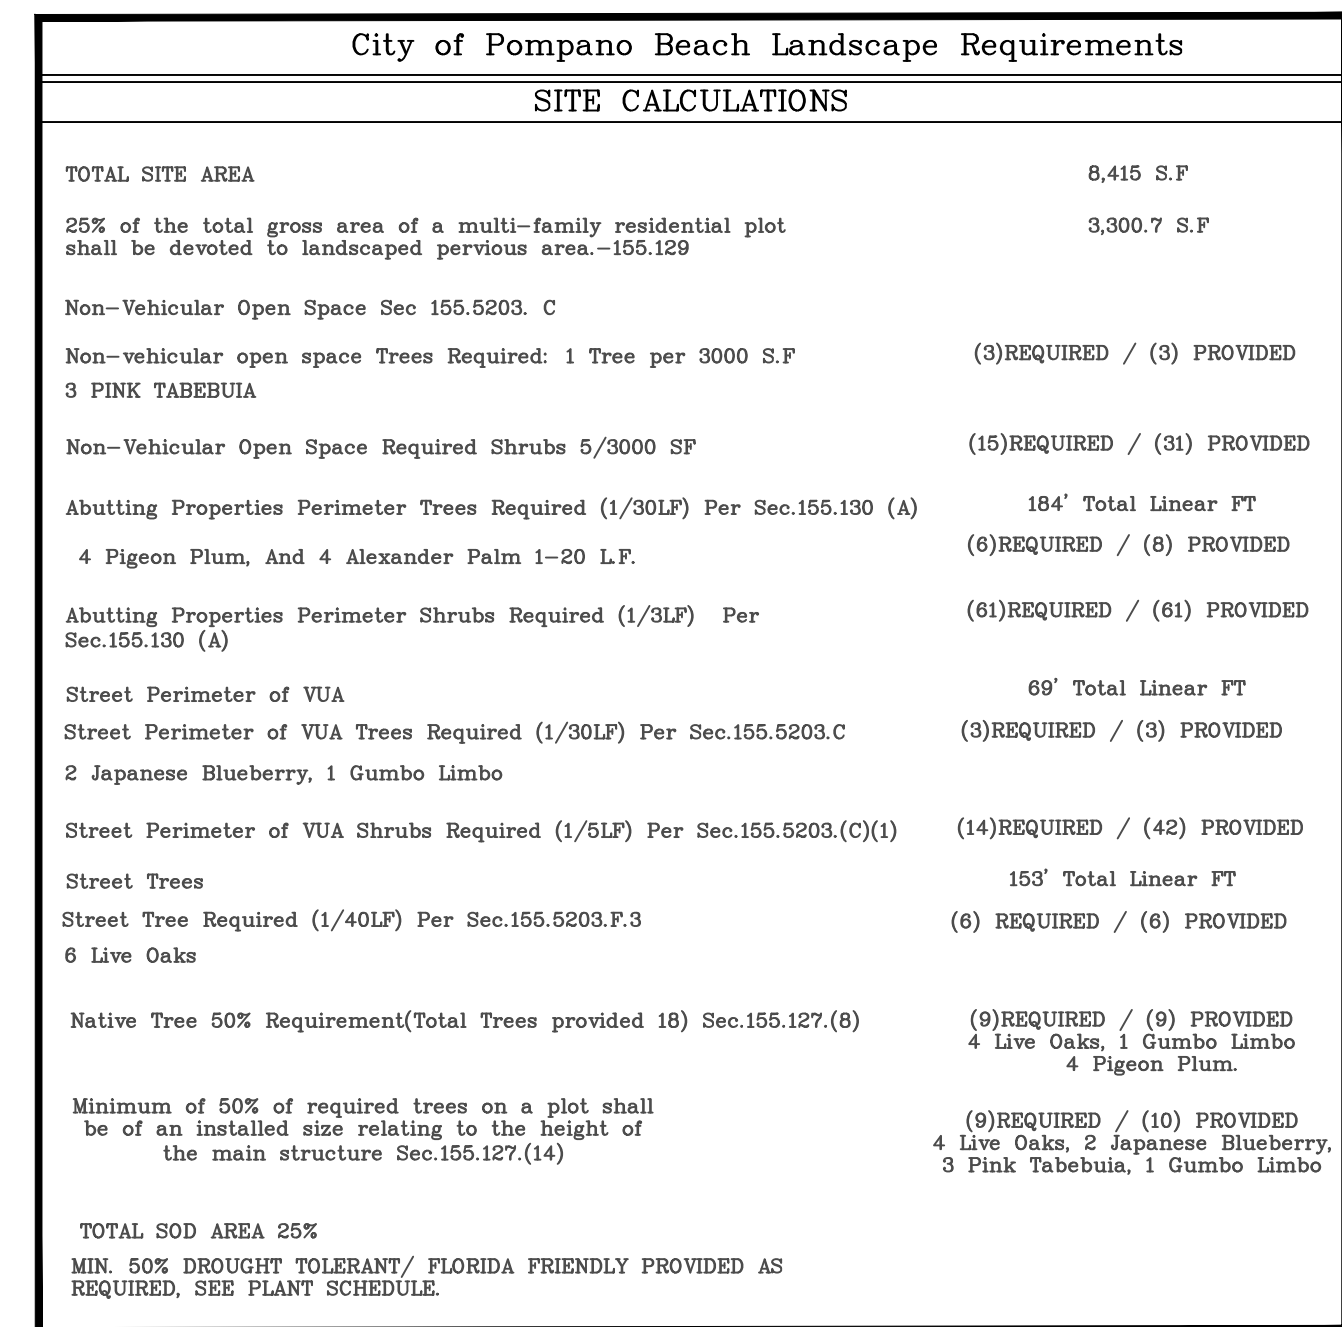 City of Pompano Beach Landscape Requirements
SITE CALCULATIONS
TOTAL SITE AREA 8,415 S.F
25% of the total gross area of a multi-family residential plot 3,300.7 S.F
shall be devoted to landscaped pervious area.-155.129
Non-Vehicular Open Space Sec 155.5203. C
Non-vehicular open space Trees Required: 1 Tree per 3000 S.F (3)REQUIRED / (3) PROVIDED
3 PINK TABEBUIA
Non-Vehicular Open Space Required Shrubs 5/3000 SF (15)REQUIRED / (31) PROVIDED
Abutting Properties Perimeter Trees Required (1/30LF) Per Sec.155.130 (A) 184' Total Linear FT
(6)REQUIRED / (8) PROVIDED
4 Pigeon Plum, And 4 Alexander Palm 1-20 L.F.
Abutting Properties Perimeter Shrubs Required (1/3LF) Per (61)REQUIRED / (61) PROVIDED
Sec.155.130 (A)
Street Perimeter of VUA 69' Total Linear FT
Street Perimeter of VUA Trees Required (1/30LF) Per Sec.155.5203.C (3)REQUIRED / (3) PROVIDED
2 Japanese Blueberry, 1 Gumbo Limbo
Street Perimeter of VUA Shrubs Required (1/5LF) Per Sec.155.5203.(C)(1) (14)REQUIRED / (42) PROVIDED
Street Trees 153' Total Linear FT
Street Tree Required (1/40LF) Per Sec.155.5203.F.3 (6) REQUIRED / (6) PROVIDED
6 Live Oaks
Native Tree 50% Requirement(Total Trees provided 18) Sec.155.127.(8) (9)REQUIRED / (9) PROVIDED
4 Live Oaks, 1 Gumbo Limbo
4 Pigeon Plum.
Minimum of 50% of required trees on a plot shall
be of an installed size relating to the height of
the main structure Sec.155.127.(14)
(9)REQUIRED / (10) PROVIDED
4 Live Oaks, 2 Japanese Blueberry,
3 Pink Tabebuia, 1 Gumbo Limbo
TOTAL SOD AREA 25%
MIN. 50% DROUGHT TOLERANT/ FLORIDA FRIENDLY PROVIDED AS
REQUIRED, SEE PLANT SCHEDULE.